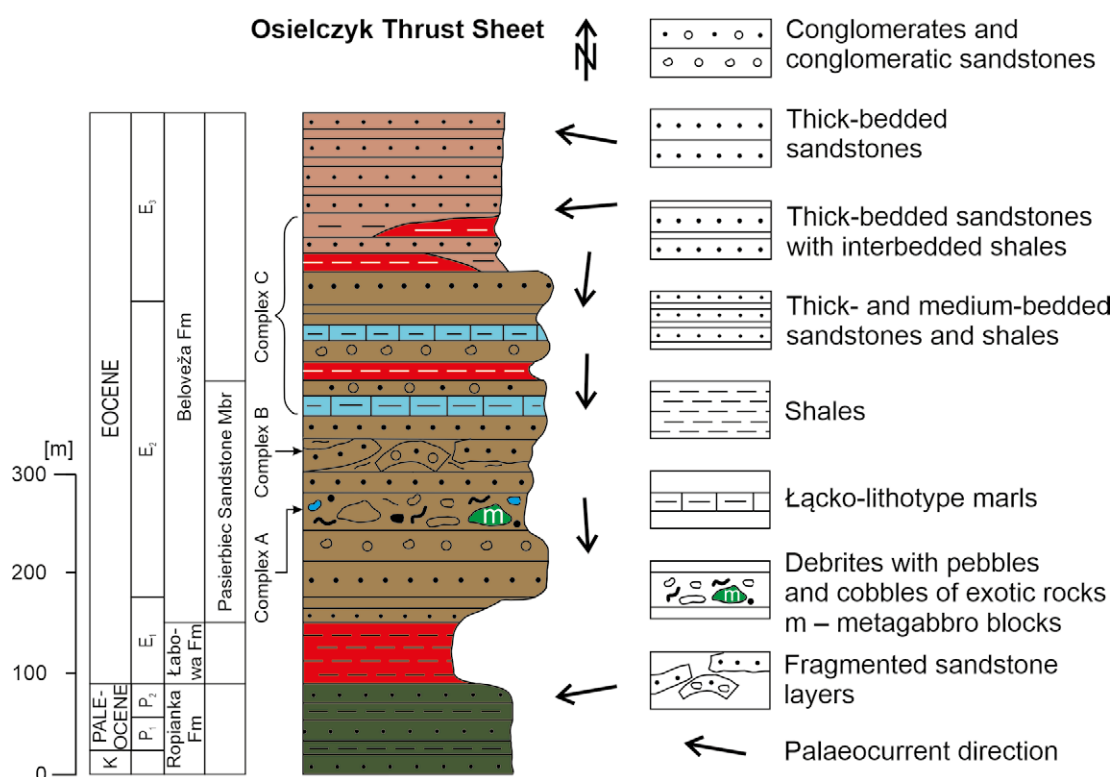 Osielczyk Thrust Sheet
N
Conglomerates and
conglomeratic sandstones
Thick-bedded
sandstones
Thick-bedded sandstones
with interbedded shales
Thick- and medium-bedded
sandstones and shales
Shales
Łącko-lithotype marls
Debrites with pebbles
and cobbles of exotic rocks
m – metagabbro blocks
m
Fragmented sandstone
layers
Palaeocurrent direction
[m]
300
200
100
0
EOCENE
PALE-
OCENE
K
E₃
E₂
E₁
P₂
P₁
Beloveža Fm
Łabo-
wa Fm
Ropianka
Fm
Pasierbiec Sandstone Mbr
Complex C
Complex B
Complex A
m